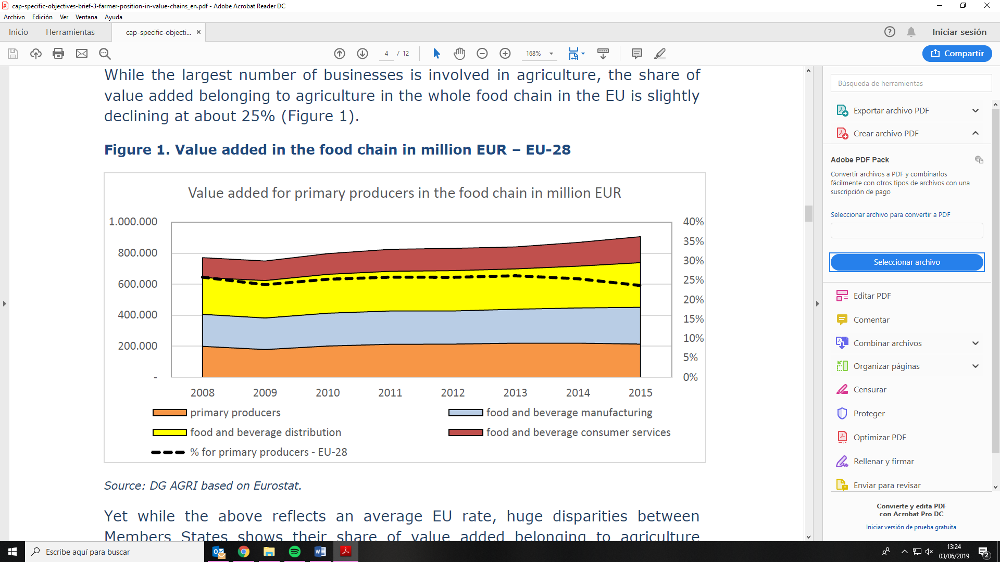 cap-specific-objectives-brief-3-farmer-position-in-value-chains_en.pdf - Adobe Acrobat Reader DC
Archivo Edición Ver Ventana Ayuda
Inicio Herramientas cap-specific-objecti... × Iniciar sesión
4 / 12 168% Compartir
While the largest number of businesses is involved in agriculture, the share of
value added belonging to agriculture in the whole food chain in the EU is slightly
declining at about 25% (Figure 1).
Figure 1. Value added in the food chain in million EUR – EU-28
Value added for primary producers in the food chain in million EUR
1.000.000
800.000
600.000
400.000
200.000
-
40%
35%
30%
25%
20%
15%
10%
5%
0%
2008 2009 2010 2011 2012 2013 2014 2015
primary producers food and beverage manufacturing
food and beverage distribution food and beverage consumer services
% for primary producers - EU-28
Source: DG AGRI based on Eurostat.
Yet while the above reflects an average EU rate, huge disparities between
Members States shows their share of value added belonging to agriculture
Búsqueda de herramientas
Exportar archivo PDF
Crear archivo PDF
Adobe PDF Pack
Convertir archivos a PDF y combinarlos
fácilmente con otros tipos de archivos con una
suscripción de pago
Seleccionar archivo para convertir a PDF
Seleccionar archivo
Editar PDF
Comentar
Combinar archivos
Organizar páginas
Censurar
Proteger
Optimizar PDF
Rellenar y firmar
Enviar para revisar
Convierte y edita PDF
con Acrobat Pro DC
Iniciar versión de prueba gratuita
Escribe aquí para buscar
13:24
03/06/2019
2